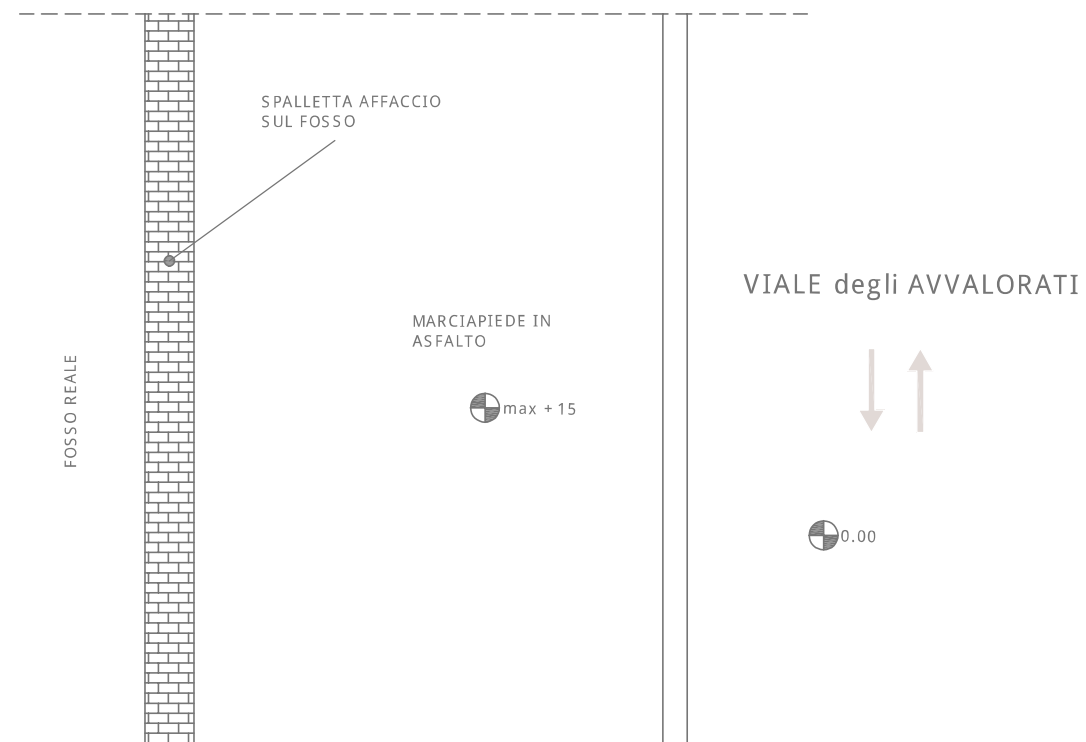 SPALLETTA AFFACCIO
SUL FOSSO
VIALE degli AVVALORATI
MARCIAPIEDE IN
ASFALTO
FOSSO REALE
max +15
0.00